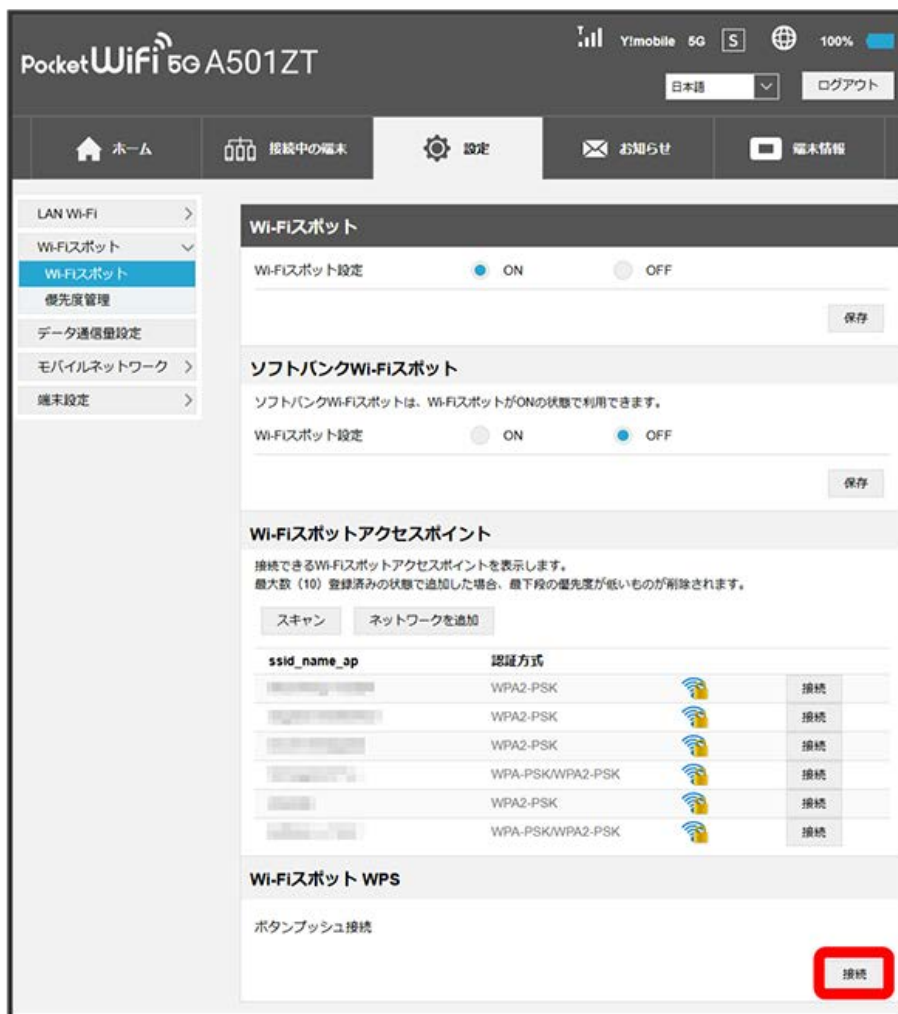 Pocket WiFi 5G A501ZT
Y!mobile 5G S 100%
日本語 ログアウト
ホーム 接続中の端末 設定 お知らせ 端末情報
LAN Wi-Fi
Wi-Fiスポット
Wi-Fiスポット
優先度管理
データ通信量設定
モバイルネットワーク
端末設定
Wi-Fiスポット
Wi-Fiスポット設定 ON OFF
保存
ソフトバンクWi-Fiスポット
ソフトバンクWi-Fiスポットは、Wi-FiスポットがONの状態で利用できます。
Wi-Fiスポット設定 ON OFF
保存
Wi-Fiスポットアクセスポイント
接続できるWi-Fiスポットアクセスポイントを表示します。
最大数（10）登録済みの状態で追加した場合、最下段の優先度が低いものが削除されます。
スキャン ネットワークを追加
ssid_name_ap 認証方式
WPA2-PSK 接続
WPA2-PSK 接続
WPA2-PSK 接続
WPA-PSK/WPA2-PSK 接続
WPA2-PSK 接続
WPA-PSK/WPA2-PSK 接続
Wi-Fiスポット WPS
ボタンプッシュ接続
接続